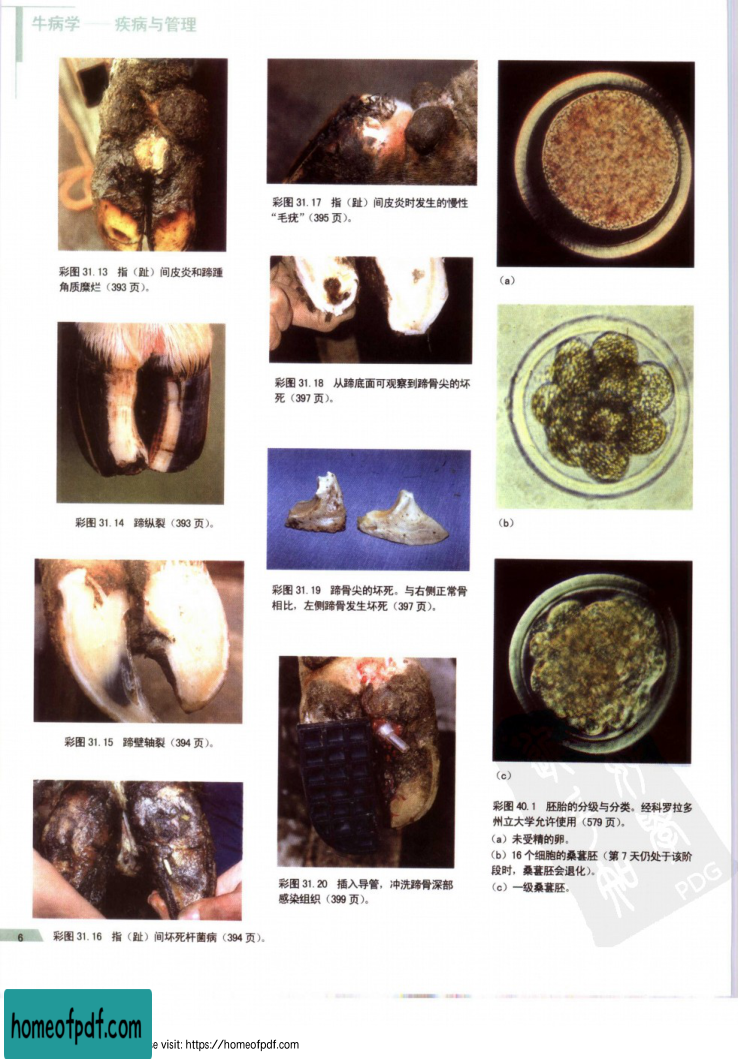 牛病学——疾病与管理
彩图 31.13 指（趾）间皮炎和蹄踵
角质糜烂（393 页）。
彩图 31.14 蹄纵裂（393 页）。
彩图 31.15 蹄壁轴裂（394 页）。
彩图 31.16 指（趾）间坏死杆菌病（394 页）。
彩图 31.17 指（趾）间皮炎时发生的慢性
“毛疣”（395 页）。
彩图 31.18 从蹄底面可观察到蹄骨尖的坏
死（397 页）。
彩图 31.19 蹄骨尖的坏死。与右侧正常骨
相比，左侧蹄骨发生坏死（397 页）。
彩图 31.20 插入导管，冲洗蹄骨深部
感染组织（399 页）。
(a)
(b)
(c)
彩图 40.1 胚胎的分级与分类。经科罗拉多
州立大学允许使用（579 页）。
(a) 未受精的卵。
(b) 16 个细胞的桑葚胚（第 7 天仍处于该阶
段时，桑葚胚会退化）。
(c) 一级桑葚胚。
PDG
6
homeofpdf.com
e visit: https://homeofpdf.com